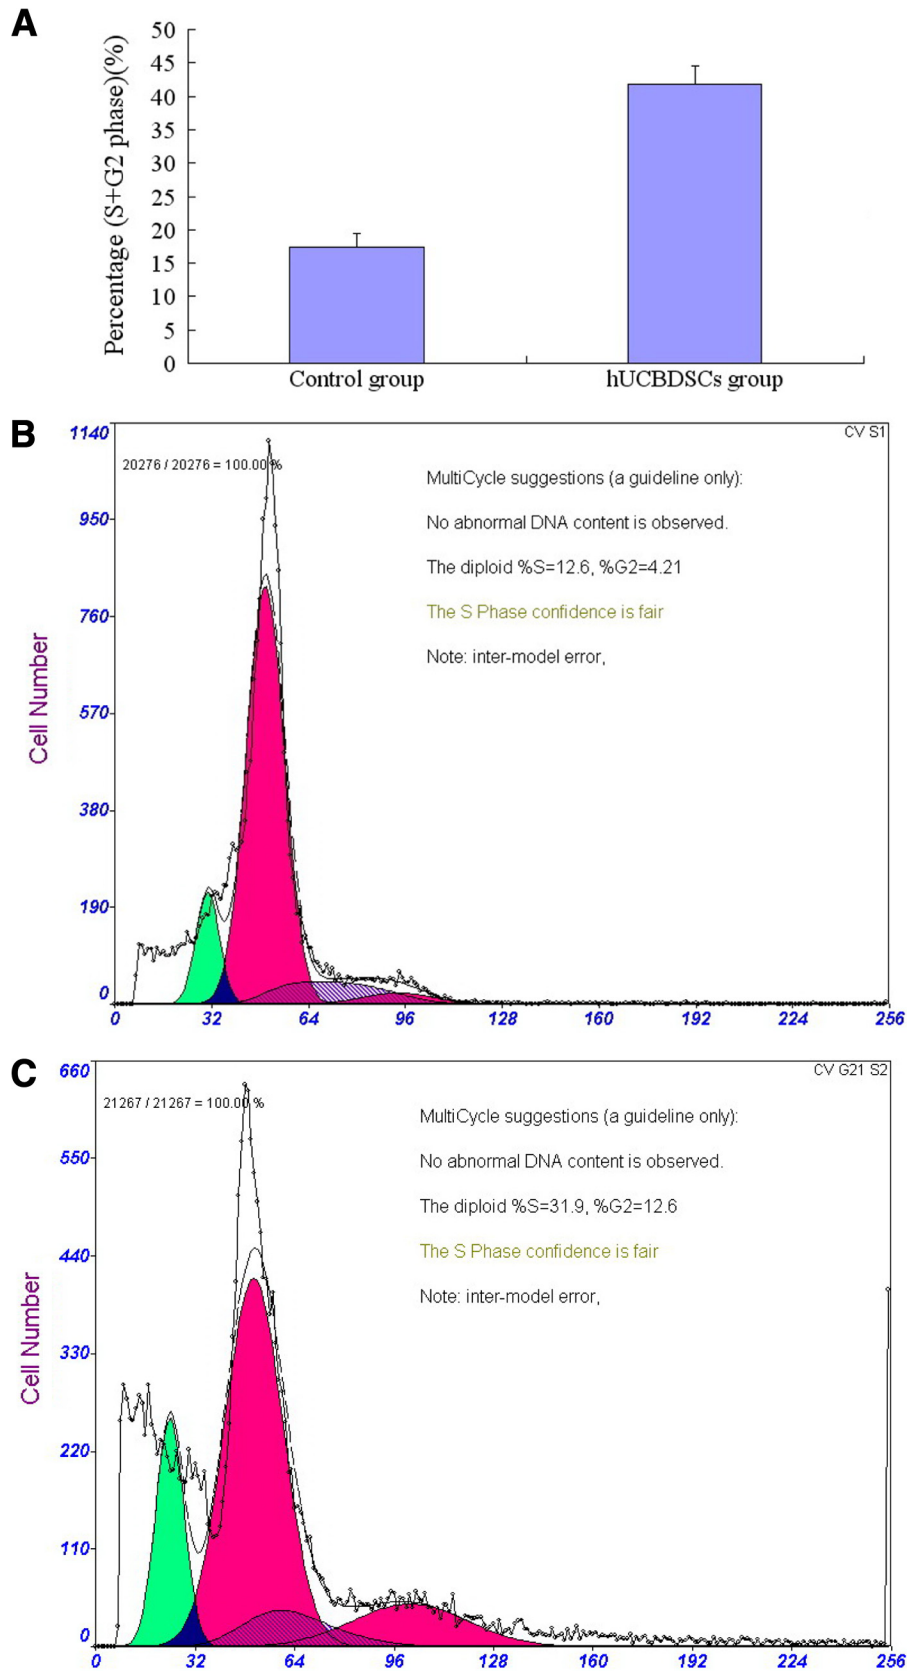 A
Percentage (S+G2 phase)(%)
50
45
40
35
30
25
20
15
10
5
0
Control group
hUCBDSCs group
B
CV S1
20276 / 20276 = 100.00 %
MultiCycle suggestions (a guideline only):
No abnormal DNA content is observed.
The diploid %S=12.6, %G2=4.21
The S Phase confidence is fair
Note: inter-model error,
Cell Number
1140
950
760
570
380
190
0
0 32 64 96 128 160 192 224 256
C
CV G21 S2
21267 / 21267 = 100.00 %
MultiCycle suggestions (a guideline only):
No abnormal DNA content is observed.
The diploid %S=31.9, %G2=12.6
The S Phase confidence is fair
Note: inter-model error,
Cell Number
660
550
440
330
220
110
0
0 32 64 96 128 160 192 224 256